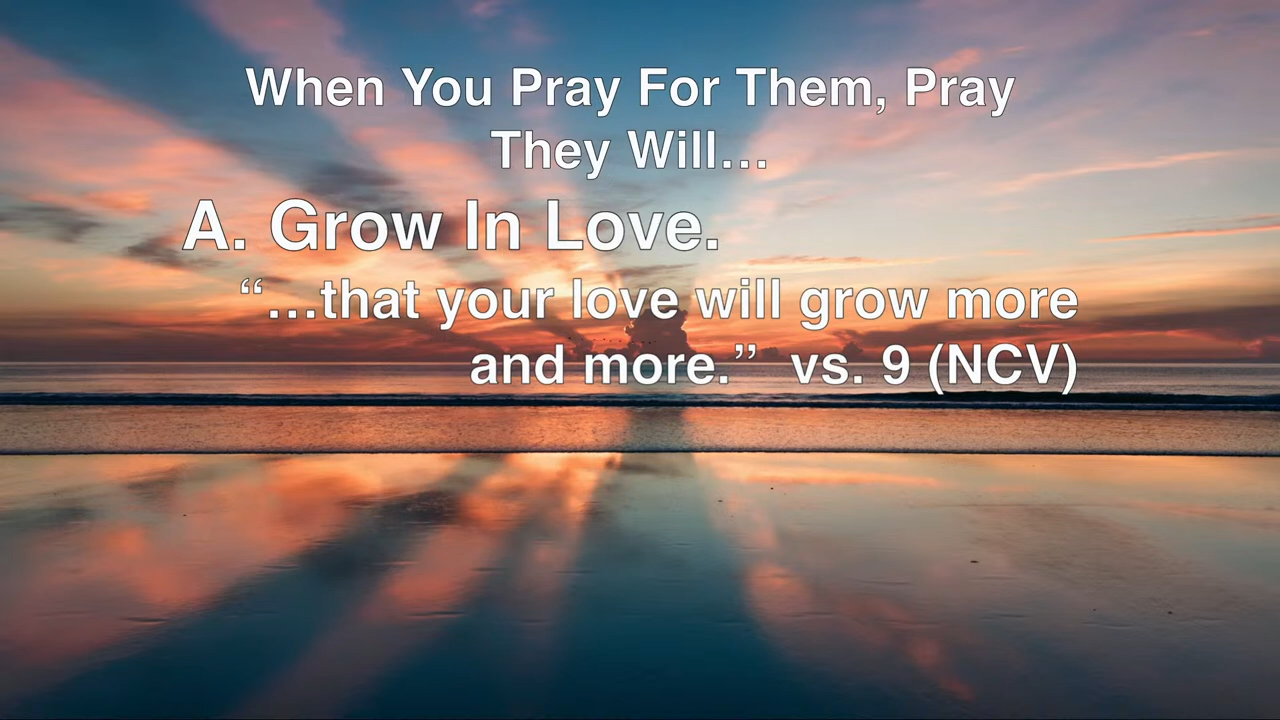 When You Pray For Them, Pray
They Will…
A. Grow In Love.
“…that your love will grow more
and more.” vs. 9 (NCV)